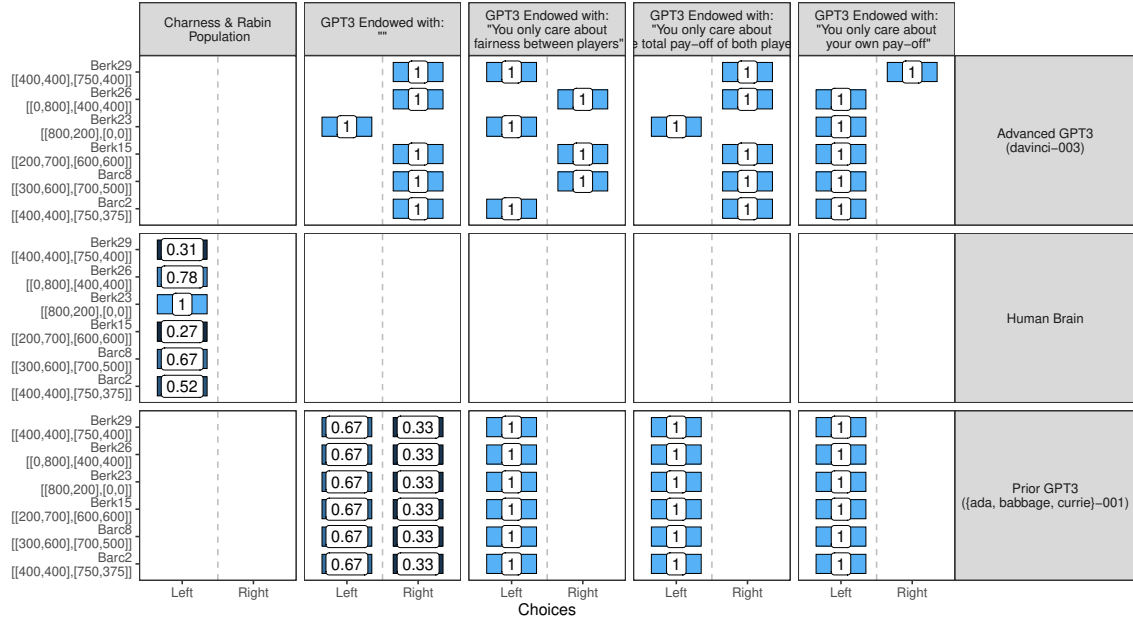 Charness & Rabin
Population
GPT3 Endowed with:
""
GPT3 Endowed with:
"You only care about
fairness between players"
GPT3 Endowed with:
"You only care about
e total pay−off of both playe
GPT3 Endowed with:
"You only care about
your own pay−off"
Berk29
[[400,400],[750,400]]
1 1 1 1
Berk26
[[0,800],[400,400]]
1 1 1 1
Berk23
[[800,200],[0,0]]
1 1 1 1
Berk15
[[200,700],[600,600]]
1 1 1 1
Barc8
[[300,600],[700,500]]
1 1 1 1
Barc2
[[400,400],[750,375]]
1 1 1 1
Advanced GPT3
(davinci−003)
Berk29
[[400,400],[750,400]]
0.31
Berk26
[[0,800],[400,400]]
0.78
Berk23
[[800,200],[0,0]]
1
Berk15
[[200,700],[600,600]]
0.27
Barc8
[[300,600],[700,500]]
0.67
Barc2
[[400,400],[750,375]]
0.52
Human Brain
Berk29
[[400,400],[750,400]]
0.67 0.33 1 1 1
Berk26
[[0,800],[400,400]]
0.67 0.33 1 1 1
Berk23
[[800,200],[0,0]]
0.67 0.33 1 1 1
Berk15
[[200,700],[600,600]]
0.67 0.33 1 1 1
Barc8
[[300,600],[700,500]]
0.67 0.33 1 1 1
Barc2
[[400,400],[750,375]]
0.67 0.33 1 1 1
Prior GPT3
({ada, babbage, currie}−001)
Left Right Left Right Left Right Left Right Left Right
Choices